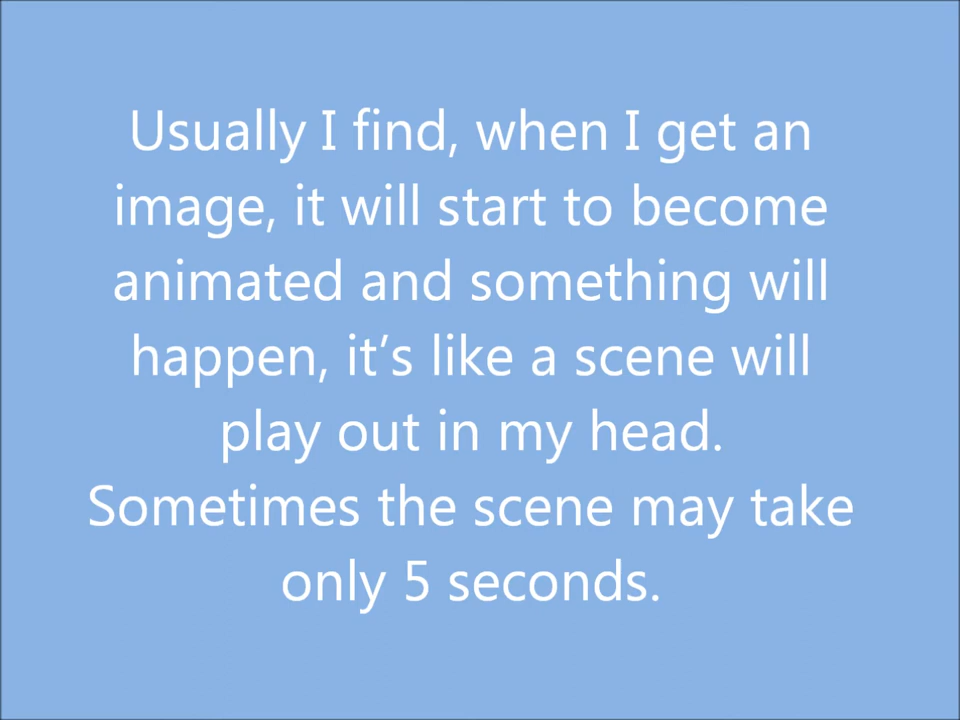 Usually I find, when I get an
image, it will start to become
animated and something will
happen, it’s like a scene will
play out in my head.
Sometimes the scene may take
only 5 seconds.